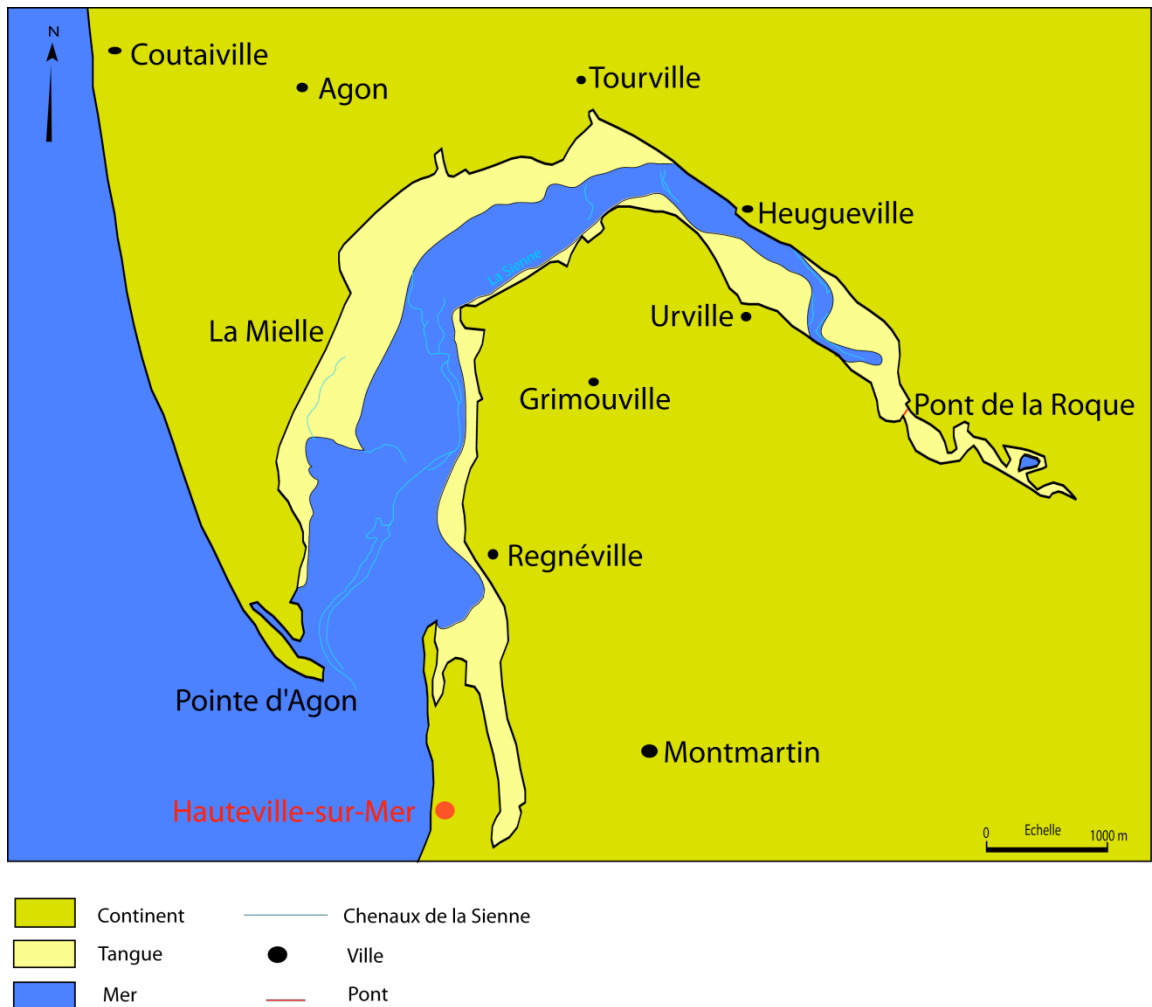 N
Coutaiville
Agon
Tourville
Heugueville
La Sienne
La Mielle
Urville
Grimouville
Pont de la Roque
Regnéville
Pointe d'Agon
Montmartin
Hauteville-sur-Mer
0 Echelle 1000 m
Continent
Chenaux de la Sienne
Tangue
Ville
Mer
Pont